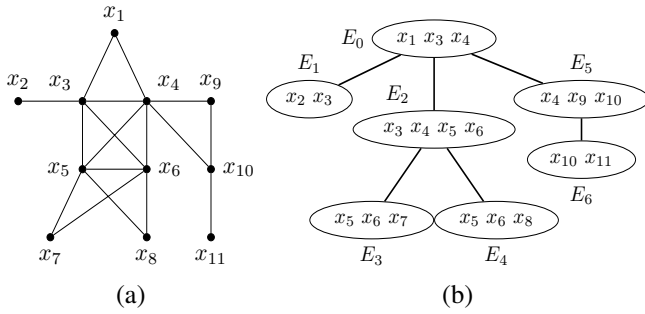 x₁
x₂ x₃ x₄ x₉
x₅ x₆ x₁₀
x₇ x₈ x₁₁
(a)
E₀ x₁ x₃ x₄
E₁ E₂ E₅
x₂ x₃ x₄ x₉ x₁₀
x₃ x₄ x₅ x₆
x₁₀ x₁₁
E₆
x₅ x₆ x₇ x₅ x₆ x₈
E₃ E₄
(b)